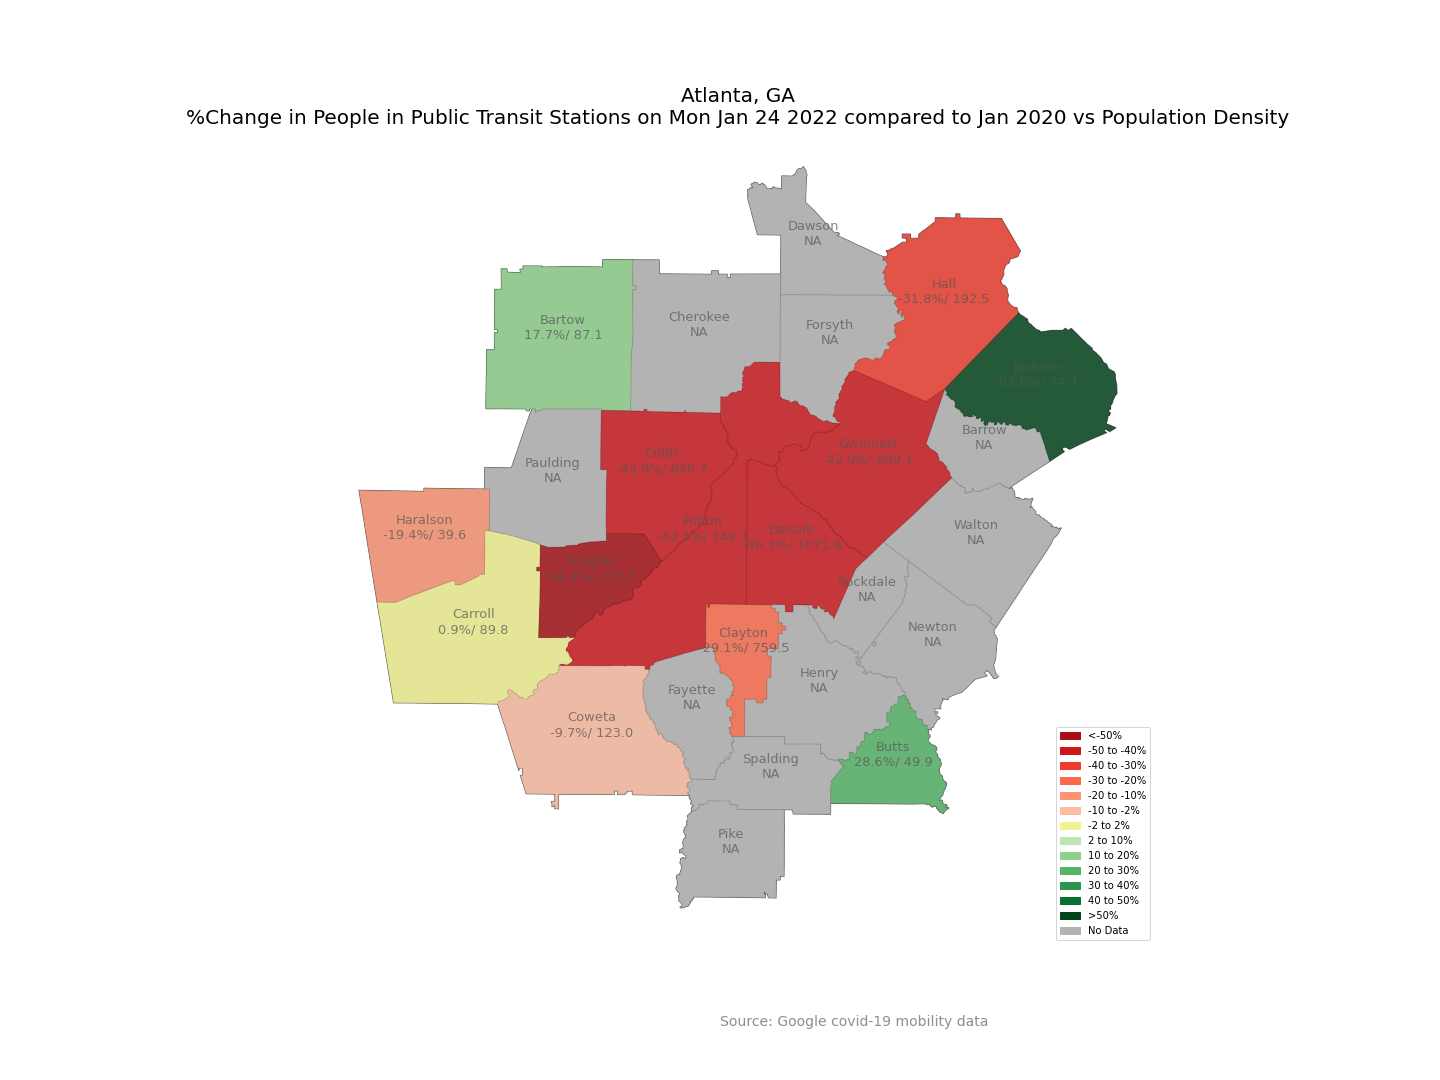 Atlanta, GA
%Change in People in Public Transit Stations on Mon Jan 24 2022 compared to Jan 2020 vs Population Density
Dawson
NA
Hall
-31.8%/ 192.5
Bartow
17.7%/ 87.1
Cherokee
NA
Forsyth
NA
Jackson
62.6%/ 74.7
Barrow
NA
Gwinnett
-42.9%/ 809.1
Cobb
-44.9%/ 846.7
Paulding
NA
Haralson
-19.4%/ 39.6
Fulton
-42.4%/ 749.1
DeKalb
-46.7%/ 1071.8
Walton
NA
Rockdale
NA
Carroll
0.9%/ 89.8
Clayton
-29.1%/ 759.5
Newton
NA
Henry
NA
Fayette
NA
Coweta
-9.7%/ 123.0
Butts
28.6%/ 49.9
Spalding
NA
Pike
NA
<-50%
-50 to -40%
-40 to -30%
-30 to -20%
-20 to -10%
-10 to -2%
-2 to 2%
2 to 10%
10 to 20%
20 to 30%
30 to 40%
40 to 50%
>50%
No Data
Source: Google covid-19 mobility data